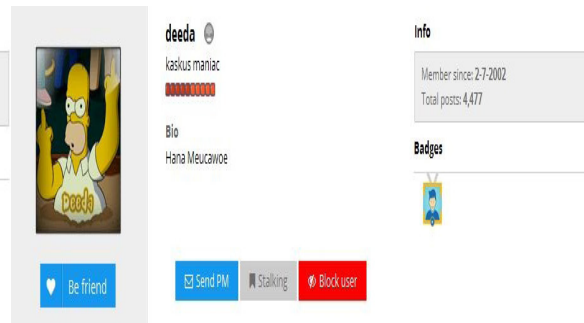 Deeda
Be friend
deeda
kaskus maniac
Bio
Hana Meucawoe
Send PM
Stalking
Block user
Info
Member since: 2-7-2002
Total posts: 4,477
Badges